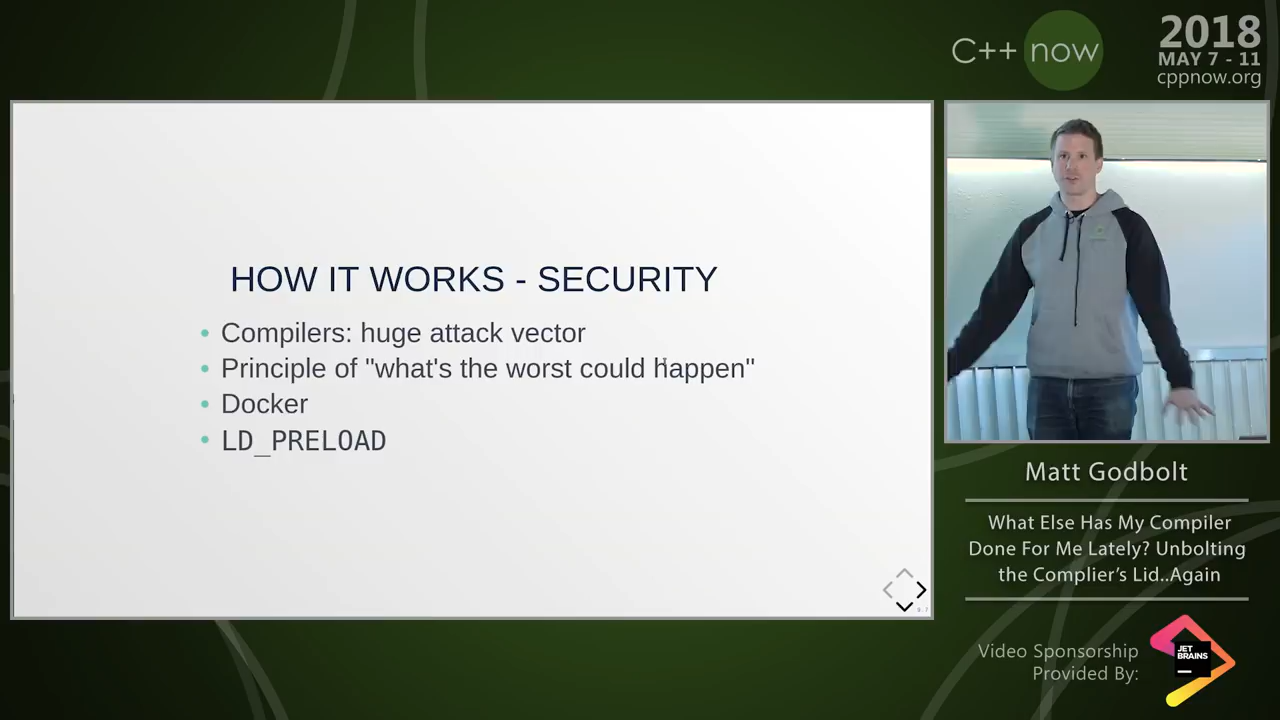 C++ now
2018
MAY 7 - 11
cppnow.org
HOW IT WORKS - SECURITY
• Compilers: huge attack vector
• Principle of "what's the worst could happen"
• Docker
• LD_PRELOAD
Matt Godbolt
What Else Has My Compiler
Done For Me Lately? Unbolting
the Complier's Lid..Again
Video Sponsorship
Provided By:
JET
BRAINS